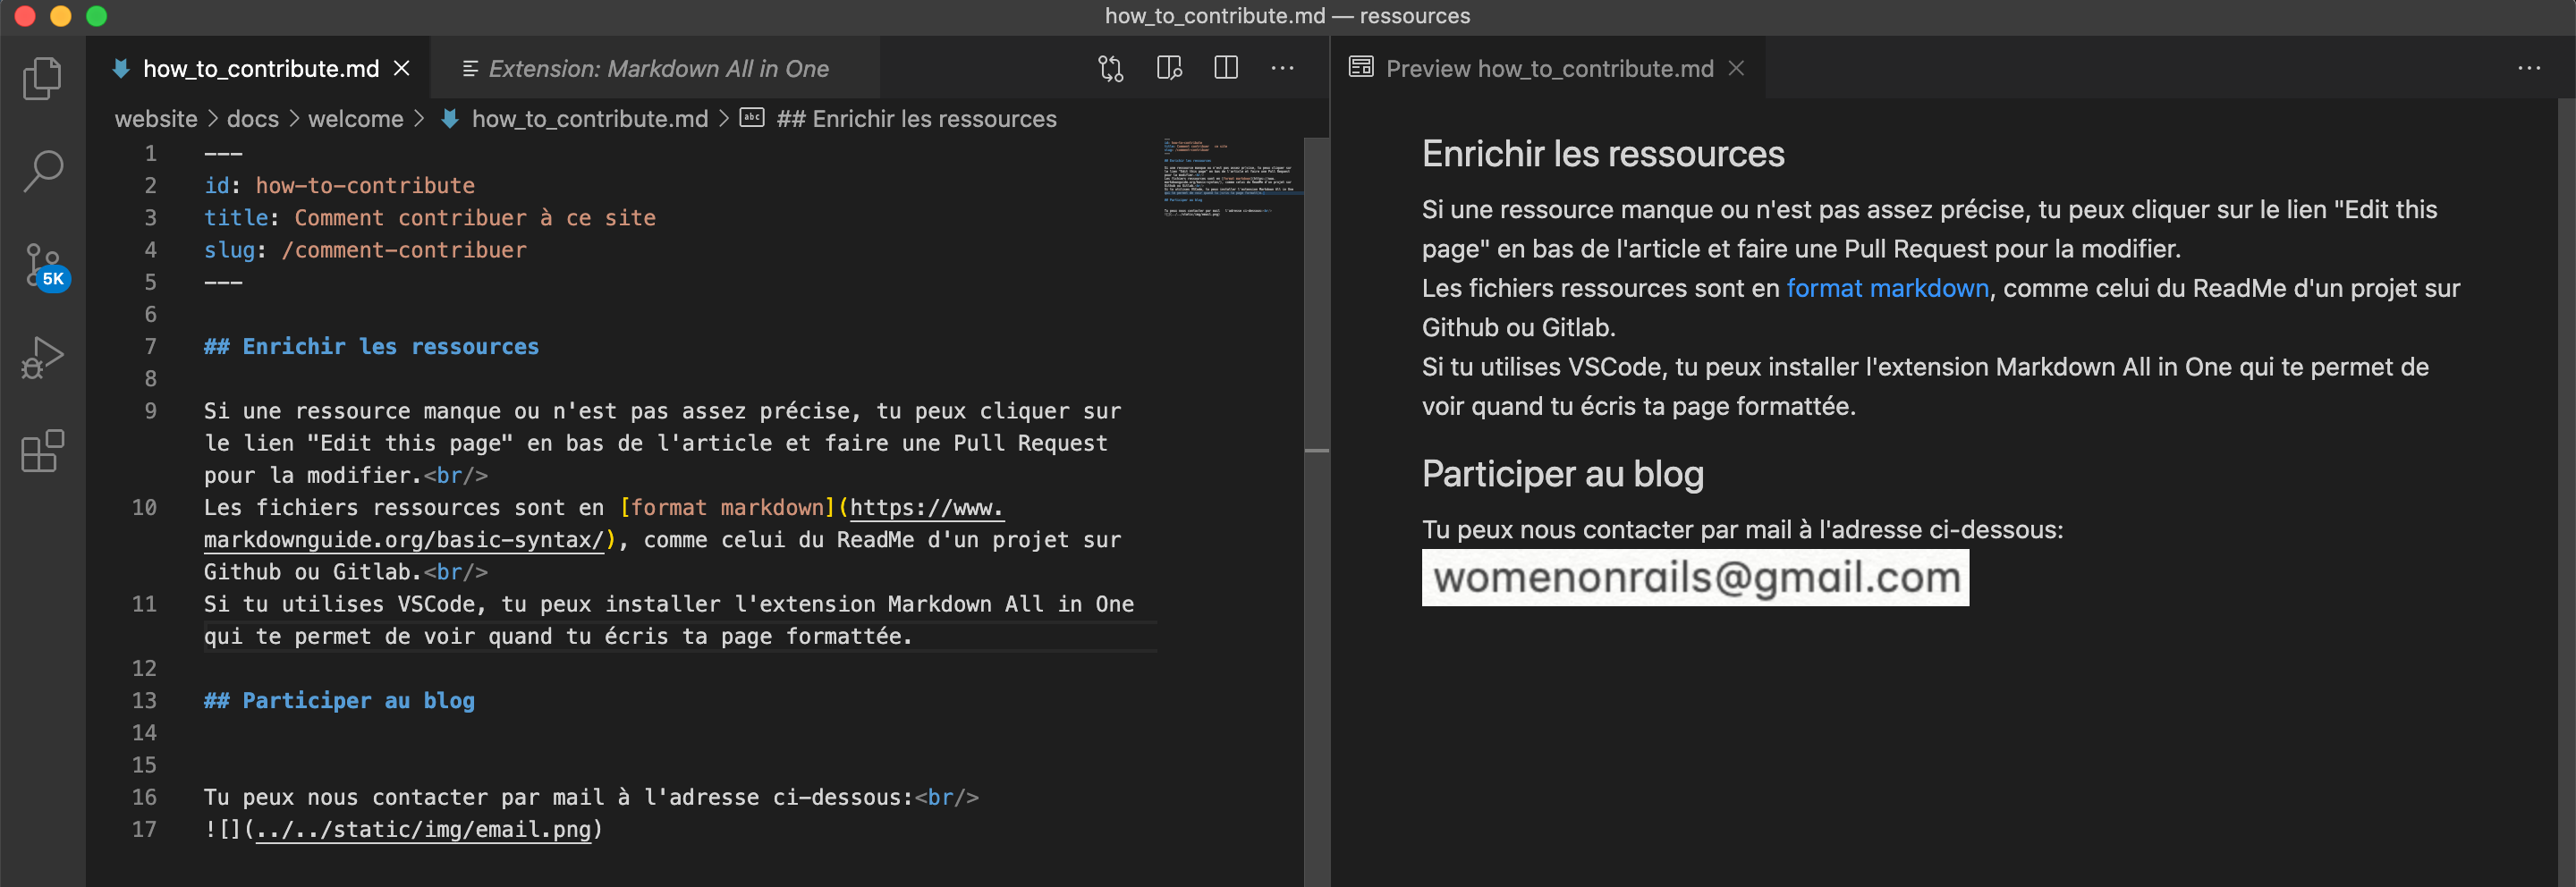 how_to_contribute.md — ressources
how_to_contribute.md
Extension: Markdown All in One
Preview how_to_contribute.md
website > docs > welcome > how_to_contribute.md > abc ## Enrichir les ressources
5K
1 ---
2 id: how-to-contribute
3 title: Comment contribuer à ce site
4 slug: /comment-contribuer
5 ---
6
7 ## Enrichir les ressources
8
9 Si une ressource manque ou n'est pas assez précise, tu peux cliquer sur
le lien "Edit this page" en bas de l'article et faire une Pull Request
pour la modifier.<br/>
10 Les fichiers ressources sont en [format markdown](https://www.
markdownguide.org/basic-syntax/), comme celui du ReadMe d'un projet sur
Github ou Gitlab.<br/>
11 Si tu utilises VSCode, tu peux installer l'extension Markdown All in One
qui te permet de voir quand tu écris ta page formattée.
12
13 ## Participer au blog
14
15
16 Tu peux nous contacter par mail à l'adresse ci-dessous:<br/>
17 ![](../../static/img/email.png)
Enrichir les ressources
Si une ressource manque ou n'est pas assez précise, tu peux cliquer sur le lien "Edit this
page" en bas de l'article et faire une Pull Request pour la modifier.
Les fichiers ressources sont en format markdown, comme celui du ReadMe d'un projet sur
Github ou Gitlab.
Si tu utilises VSCode, tu peux installer l'extension Markdown All in One qui te permet de
voir quand tu écris ta page formattée.
Participer au blog
Tu peux nous contacter par mail à l'adresse ci-dessous:
womenonrails@gmail.com